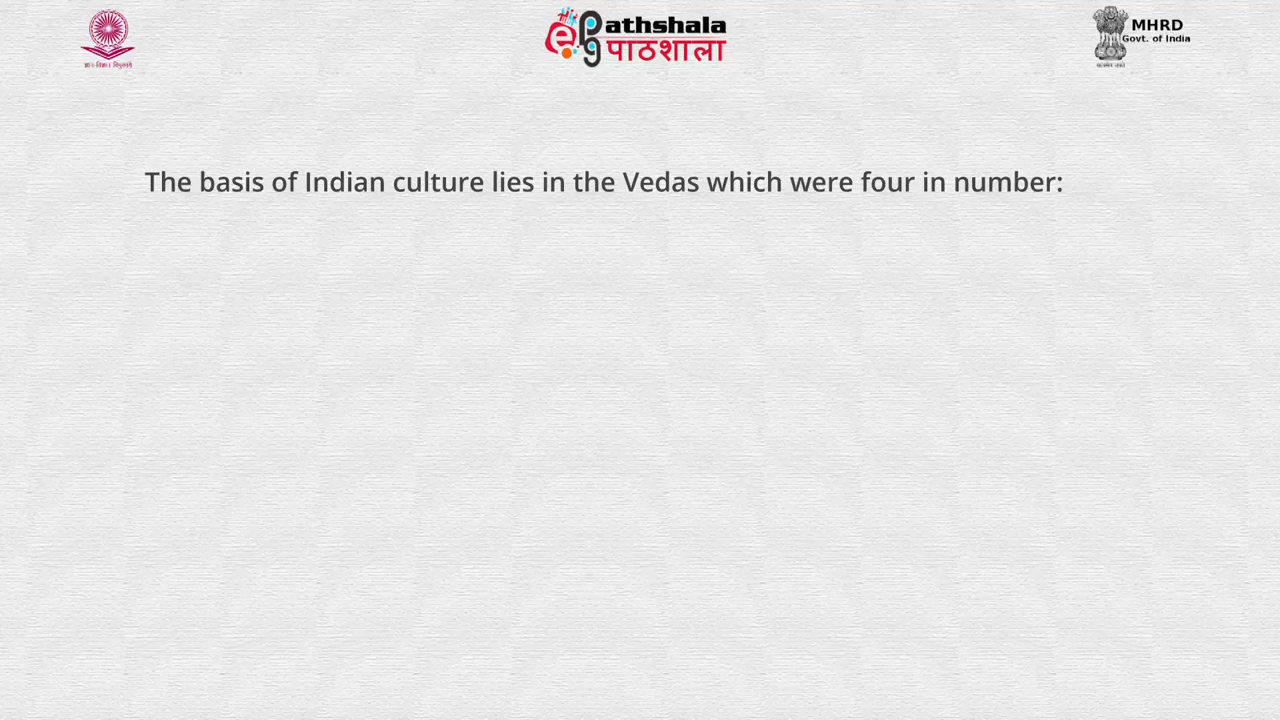 ePathshala
पाठशाला
MHRD
Govt. of India
The basis of Indian culture lies in the Vedas which were four in number: